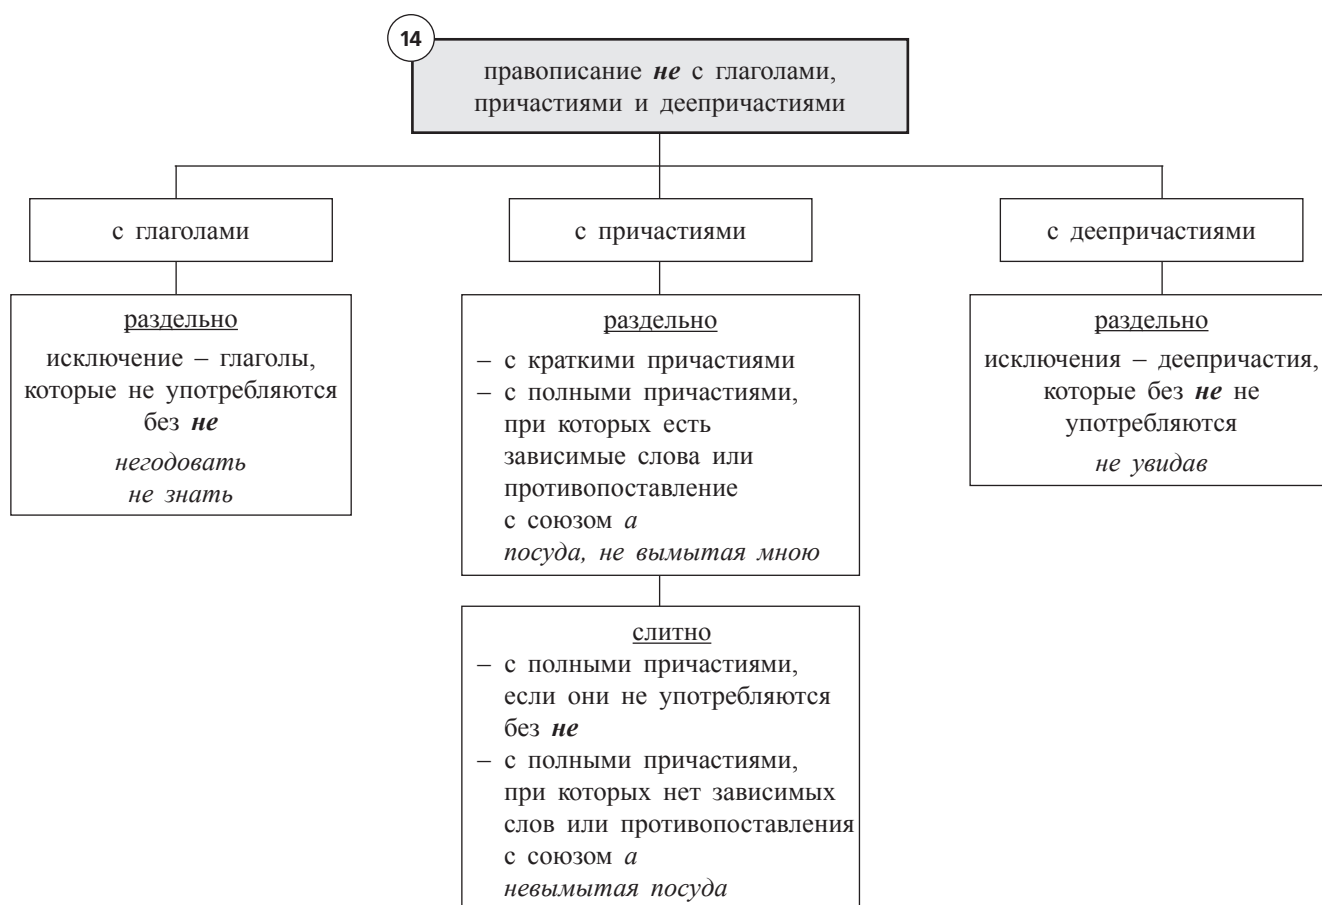 14
правописание не с глаголами,
причастиями и деепричастиями
с глаголами
раздельно
исключение – глаголы,
которые не употребляются
без не
негодовать
не знать
с причастиями
раздельно
– с краткими причастиями
– с полными причастиями,
при которых есть
зависимые слова или
противопоставление
с союзом а
посуда, не вымытая мною
слитно
– с полными причастиями,
если они не употребляются
без не
– с полными причастиями,
при которых нет зависимых
слов или противопоставления
с союзом а
невымытая посуда
с деепричастиями
раздельно
исключения – деепричастия,
которые без не не
употребляются
не увидав